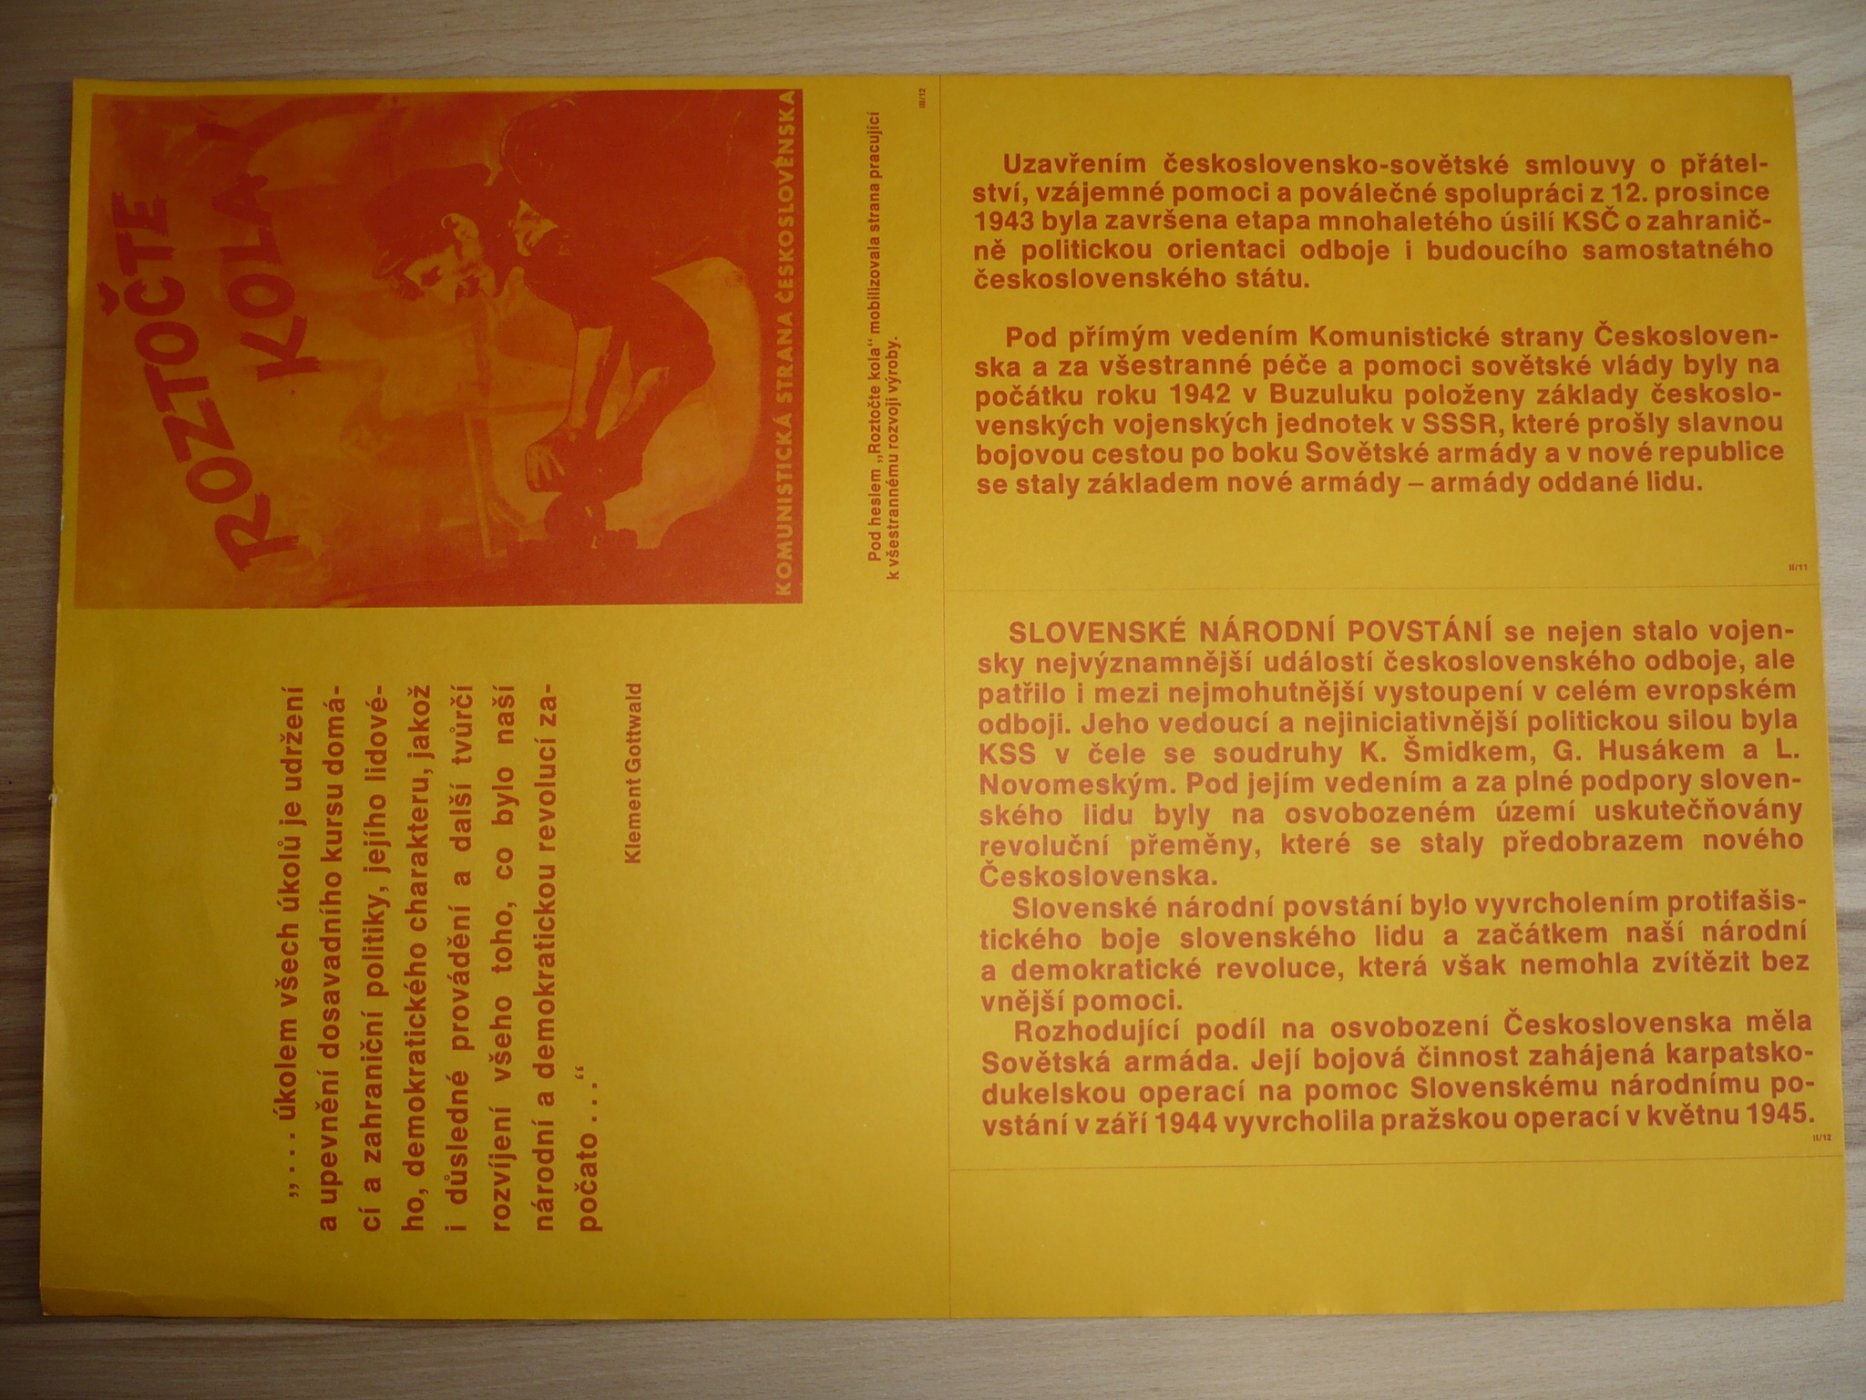 ROZTOČTE
KOLA
KOMUNISTICKÁ STRANA ČESKOSLOVENSKA
Pod heslem „Roztočte kola“ mobilizovala strana pracující
k všestrannému rozvoji výroby.
III/12
„ . . . úkolem všech úkolů je udržení
a upevnění dosavadního kursu domá-
cí a zahraniční politiky, jejího lidové-
ho, demokratického charakteru, jakož
i důsledné provádění a další tvůrčí
rozvíjení všeho toho, co bylo naší
národní a demokratickou revolucí za-
počato . . .“
Klement Gottwald
Uzavřením československo-sovětské smlouvy o přátel-
ství, vzájemné pomoci a poválečné spolupráci z 12. prosince
1943 byla završena etapa mnohaletého úsilí KSČ o zahranič-
ně politickou orientaci odboje i budoucího samostatného
československého státu.
Pod přímým vedením Komunistické strany Českosloven-
ska a za všestranné péče a pomoci sovětské vlády byly na
počátku roku 1942 v Buzuluku položeny základy českoslo-
venských vojenských jednotek v SSSR, které prošly slavnou
bojovou cestou po boku Sovětské armády a v nové republice
se staly základem nové armády – armády oddané lidu.
II/11
SLOVENSKÉ NÁRODNÍ POVSTÁNÍ se nejen stalo vojen-
sky nejvýznamnější událostí československého odboje, ale
patřilo i mezi nejmohutnější vystoupení v celém evropském
odboji. Jeho vedoucí a nejiniciativnější politickou silou byla
KSS v čele se soudruhy K. Šmidkem, G. Husákem a L.
Novomeským. Pod jejím vedením a za plné podpory sloven-
ského lidu byly na osvobozeném území uskutečňovány
revoluční přeměny, které se staly předobrazem nového
Československa.
Slovenské národní povstání bylo vyvrcholením protifašis-
tického boje slovenského lidu a začátkem naší národní
a demokratické revoluce, která však nemohla zvítězit bez
vnější pomoci.
Rozhodující podíl na osvobození Československa měla
Sovětská armáda. Její bojová činnost zahájená karpatsko-
dukelskou operací na pomoc Slovenskému národnímu po-
vstání v září 1944 vyvrcholila pražskou operací v květnu 1945.
II/12